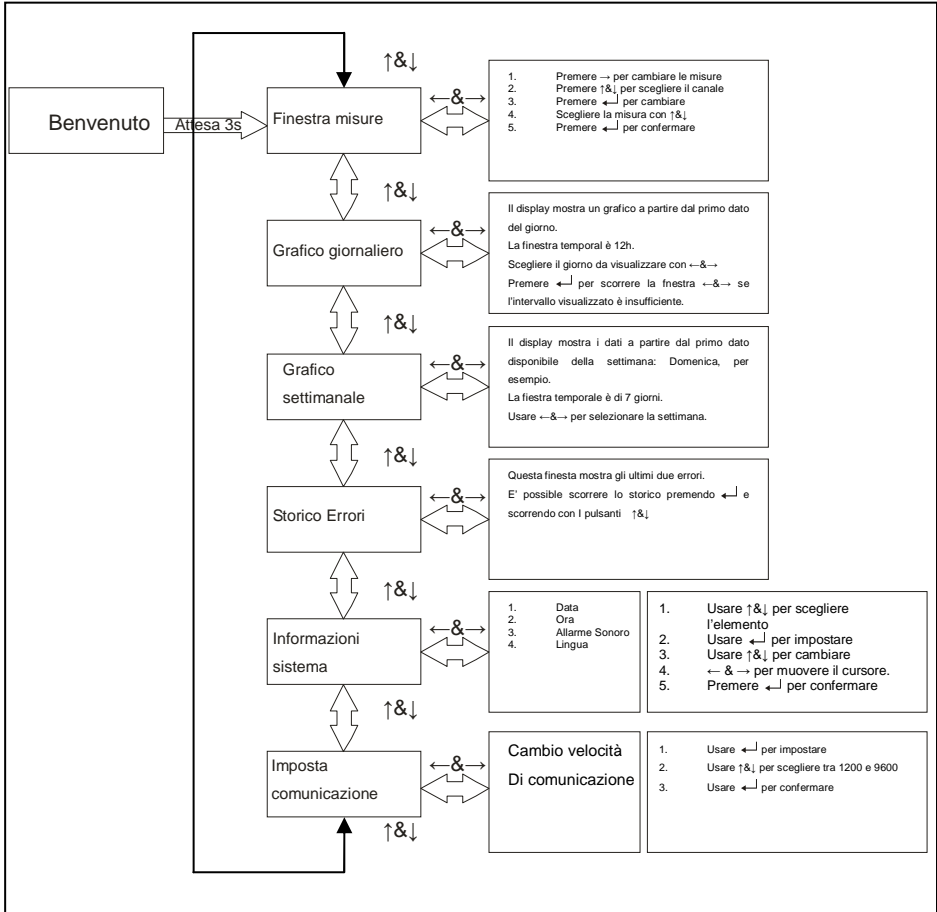 ↑&↓
Benvenuto
Attesa 3s
Finestra misure
←&→
1. Premere → per cambiare le misure
2. Premere ↑&↓ per scegliere il canale
3. Premere ↵ per cambiare
4. Scegliere la misura con ↑&↓
5. Premere ↵ per confermare
↑&↓
Grafico giornaliero
←&→
Il display mostra un grafico a partire dal primo dato
del giorno.
La finestra temporal è 12h.
Scegliere il giorno da visualizzare con ←&→
Premere ↵ per scorrere la fnestra ←&→ se
l'intervallo visualizzato è insufficiente.
↑&↓
Grafico
settimanale
←&→
Il display mostra i dati a partire dal primo dato
disponibile della settimana: Domenica, per
esempio.
La fiestra temporale è di 7 giorni.
Usare ←&→ per selezionare la settimana.
↑&↓
Storico Errori
←&→
Questa finesta mostra gli ultimi due errori.
E' possible scorrere lo storico premendo ↵ e
scorrendo con I pulsanti ↑&↓
↑&↓
Informazioni
sistema
←&→
1. Data
2. Ora
3. Allarme Sonoro
4. Lingua
1. Usare ↑&↓ per scegliere
l'elemento
2. Usare ↵ per impostare
3. Usare ↑&↓ per cambiare
4. ← & → per muovere il cursore.
5. Premere ↵ per confermare
↑&↓
Imposta
comunicazione
←&→
Cambio velocità
Di comunicazione
1. Usare ↵ per impostare
2. Usare ↑&↓ per scegliere tra 1200 e 9600
3. Usare ↵ per confermare
↑&↓